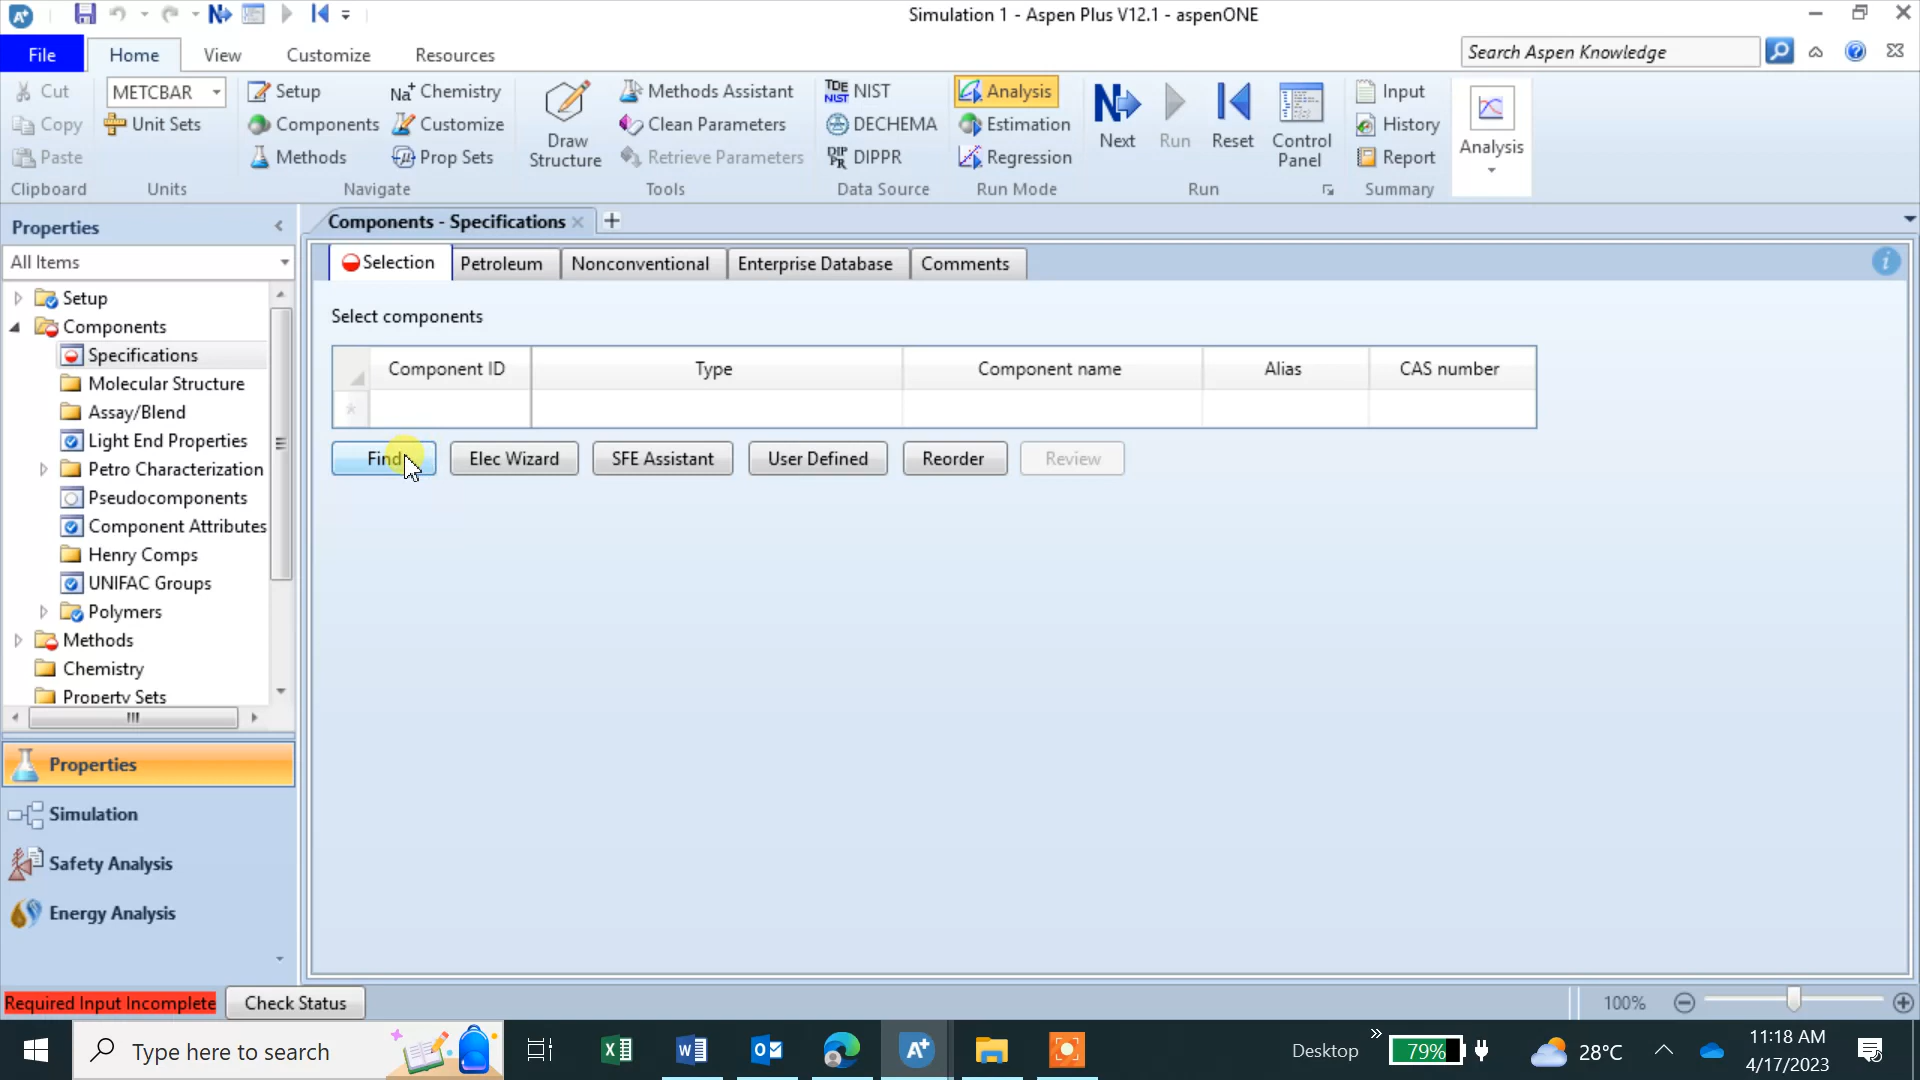 Simulation 1 - Aspen Plus V12.1 - aspenONE
File Home View Customize Resources
Search Aspen Knowledge
Cut METCBAR Setup Na+ Chemistry Methods Assistant TDE NIST NIST Analysis Input
Copy Unit Sets Components Customize Clean Parameters DECHEMA Estimation History
Paste Methods Prop Sets Draw Structure Retrieve Parameters DIPPR Regression Next Run Reset Control Panel Report Analysis
Clipboard Units Navigate Tools Data Source Run Mode Run Summary
Properties
All Items
Setup
Components
Specifications
Molecular Structure
Assay/Blend
Light End Properties
Petro Characterization
Pseudocomponents
Component Attributes
Henry Comps
UNIFAC Groups
Polymers
Methods
Chemistry
Property Sets
Properties
Simulation
Safety Analysis
Energy Analysis
Components - Specifications
Selection Petroleum Nonconventional Enterprise Database Comments
Select components
Component ID Type Component name Alias CAS number
Find Elec Wizard SFE Assistant User Defined Reorder Review
Required Input Incomplete Check Status 100%
Type here to search Desktop 79% 28°C 11:18 AM
4/17/2023